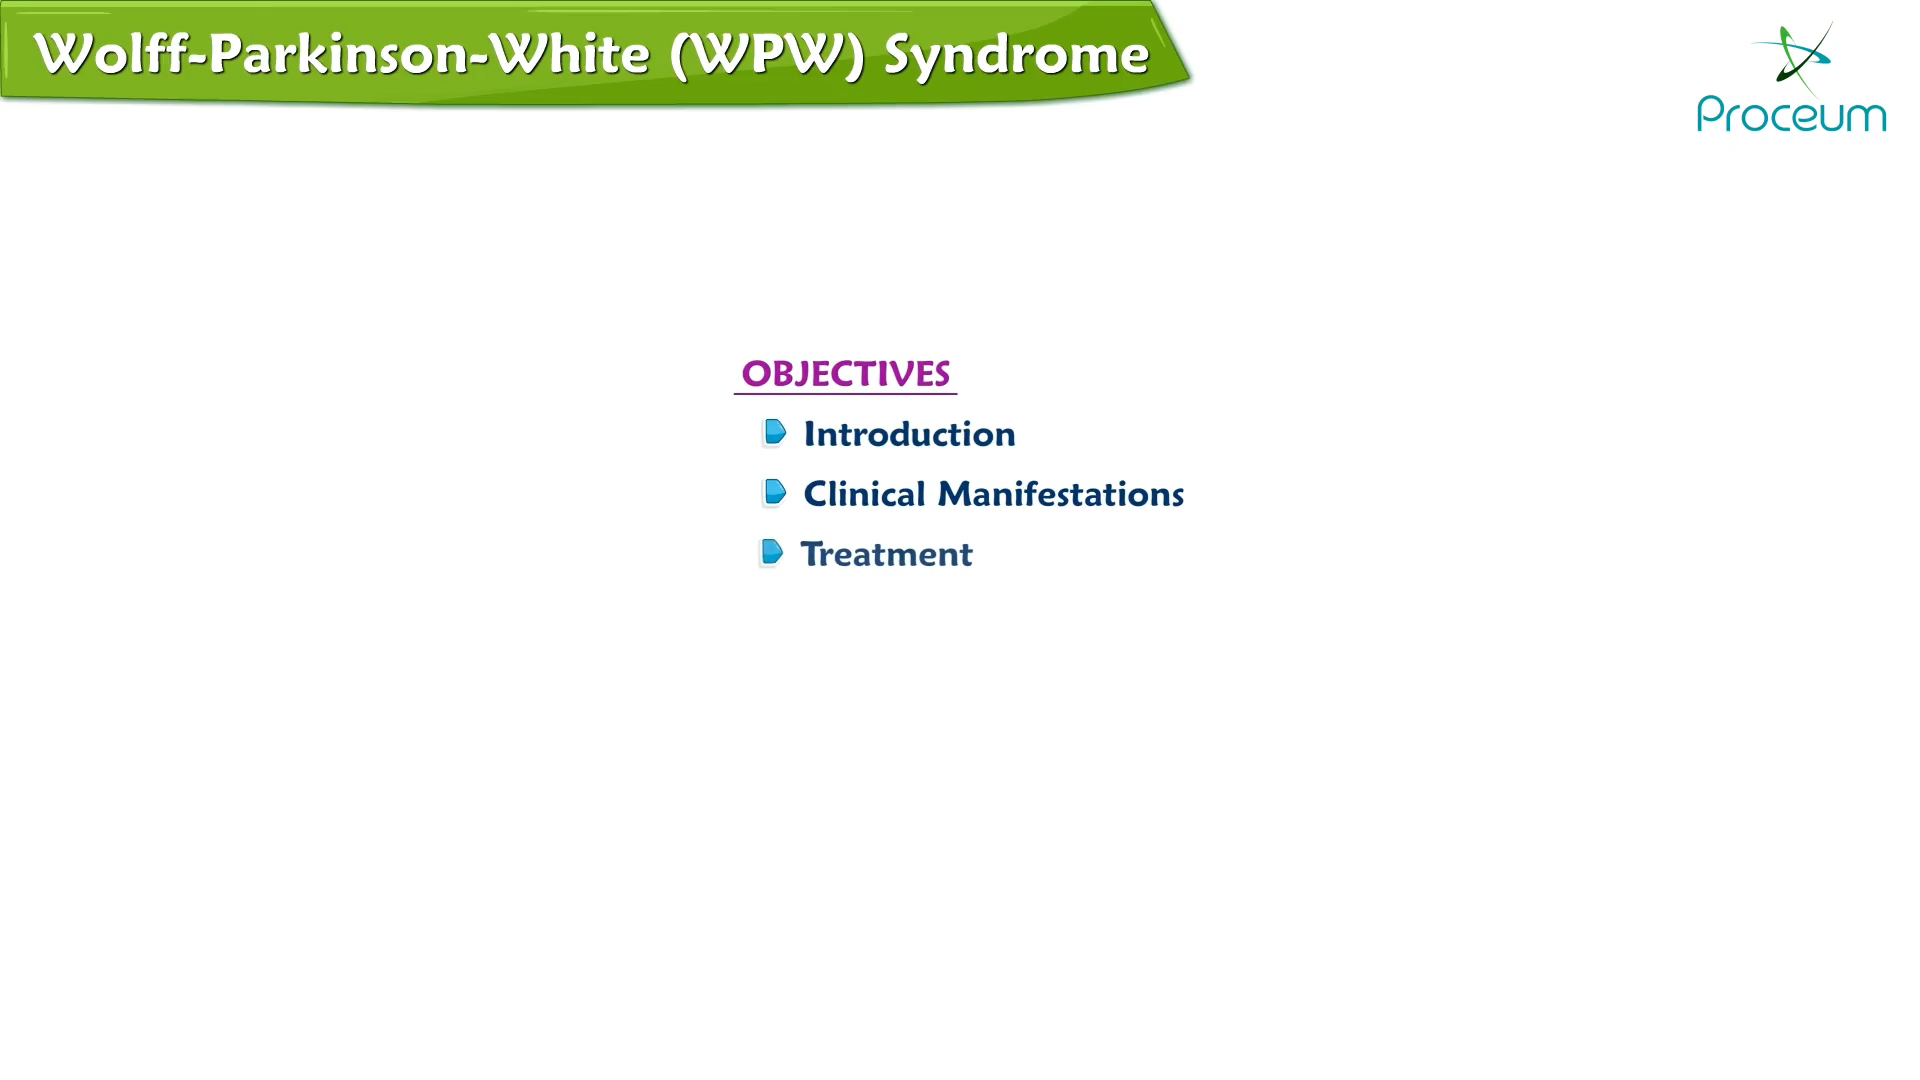 Wolff-Parkinson-White (WPW) Syndrome
Proceum
OBJECTIVES
Introduction
Clinical Manifestations
Treatment